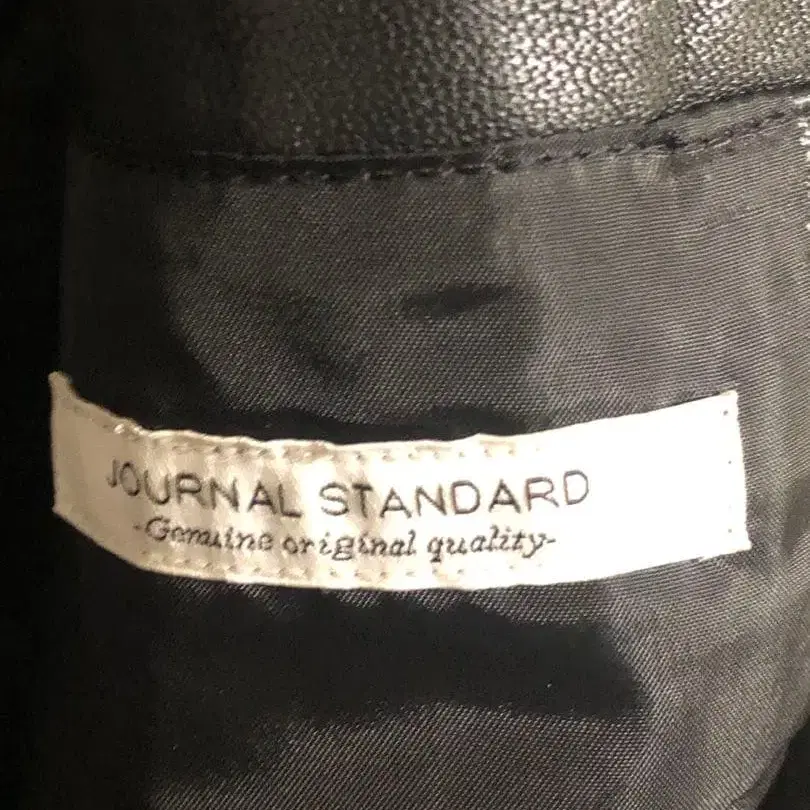 JOURNAL STANDARD
-Genuine original quality-